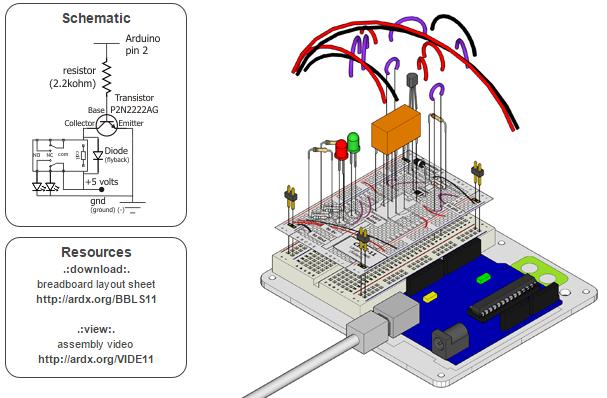 Schematic
Arduino
pin 2
resistor
(2.2kohm)
Transistor
P2N2222AG
Base
Collector
Emitter
NO
NC
com
coil
Diode
(flyback)
+5 volts
gnd
(ground) (-)
Resources
.:download:.
breadboard layout sheet
http://ardx.org/BBLS11
.:view:.
assembly video
http://ardx.org/VIDE11